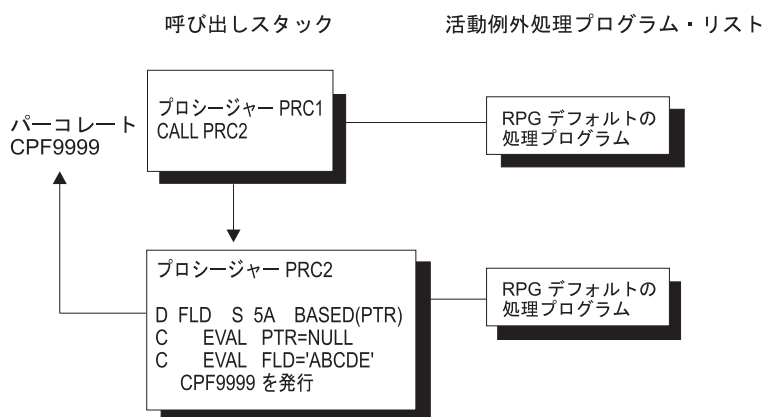 呼び出しスタック
活動例外処理プログラム・リスト
パーコレート
CPF9999
プロシージャー PRC1
CALL PRC2
RPG デフォルトの
処理プログラム
プロシージャー PRC2
D FLD S 5A BASED(PTR)
C EVAL PTR=NULL
C EVAL FLD='ABCDE'
CPF9999 を発行
RPG デフォルトの
処理プログラム